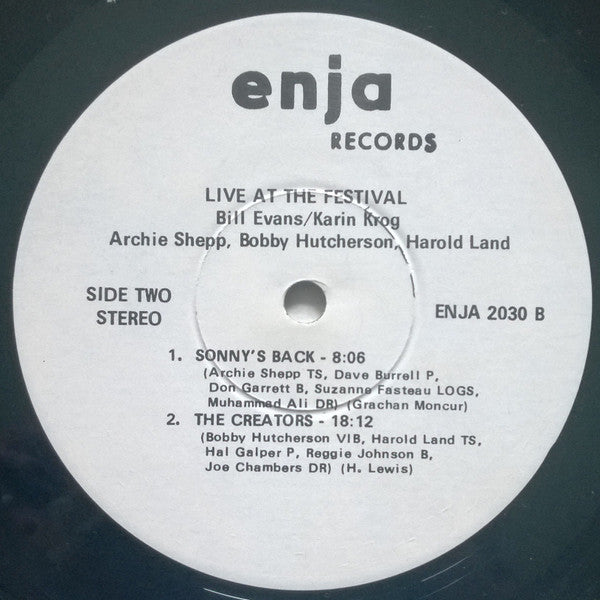 enja
RECORDS
LIVE AT THE FESTIVAL
Bill Evans/Karin Krog
Archie Shepp, Bobby Hutcherson, Harold Land
SIDE TWO
STEREO
ENJA 2030 B
1. SONNY'S BACK - 8:06
(Archie Shepp TS, Dave Burrell P,
Don Garrett B, Suzanne Fasteau LOGS,
Muhammad Ali DR) (Grachan Moncur)
2. THE CREATORS - 18:12
(Bobby Hutcherson VIB, Harold Land TS,
Hal Galper P, Reggie Johnson B,
Joe Chambers DR) (H. Lewis)